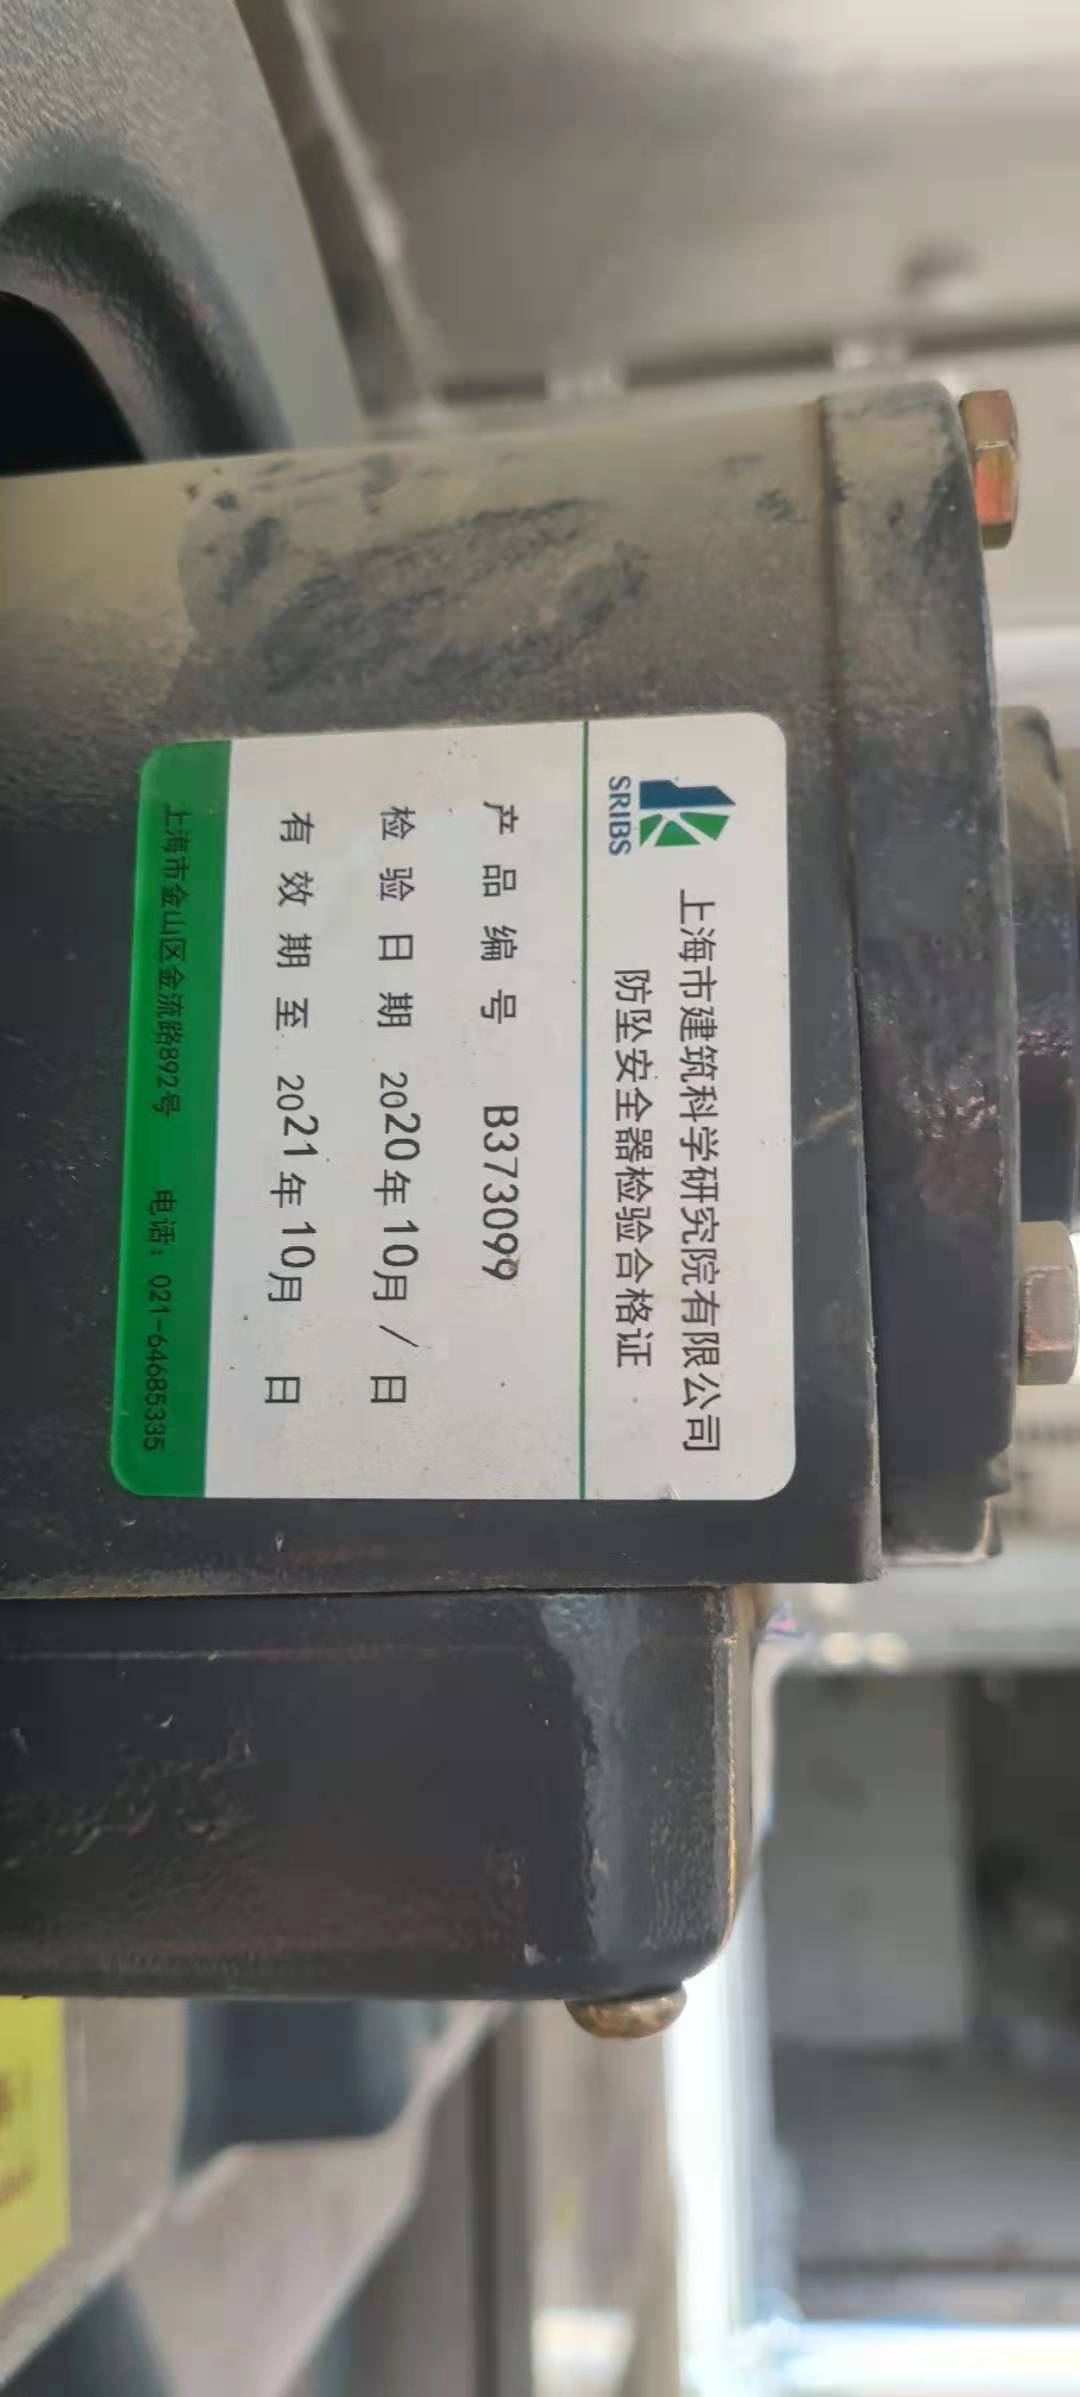 SRIBS
上海市建筑科学研究院有限公司
防坠安全器检验合格证
产品编号 B373099
检验日期 2020年10月/日
有效期至 2021年10月 日
上海市金山区金流路892号 电话：021-64685335